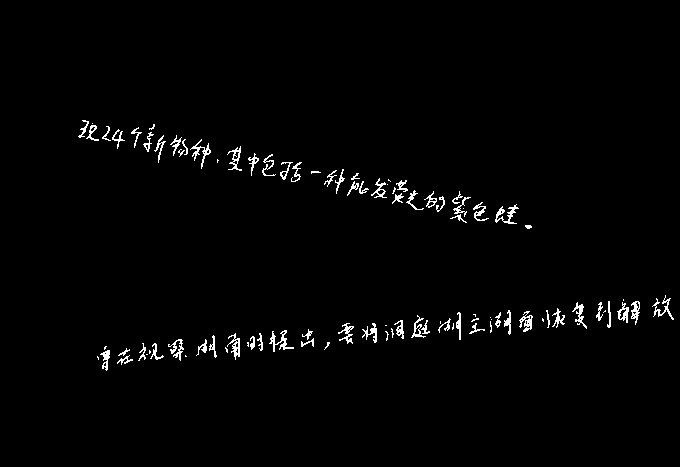 现24个新物种，其中包括一种能发荧光的紫色蛙。
曾在视察湖南时提出，要将洞庭湖主湖面恢复到解放